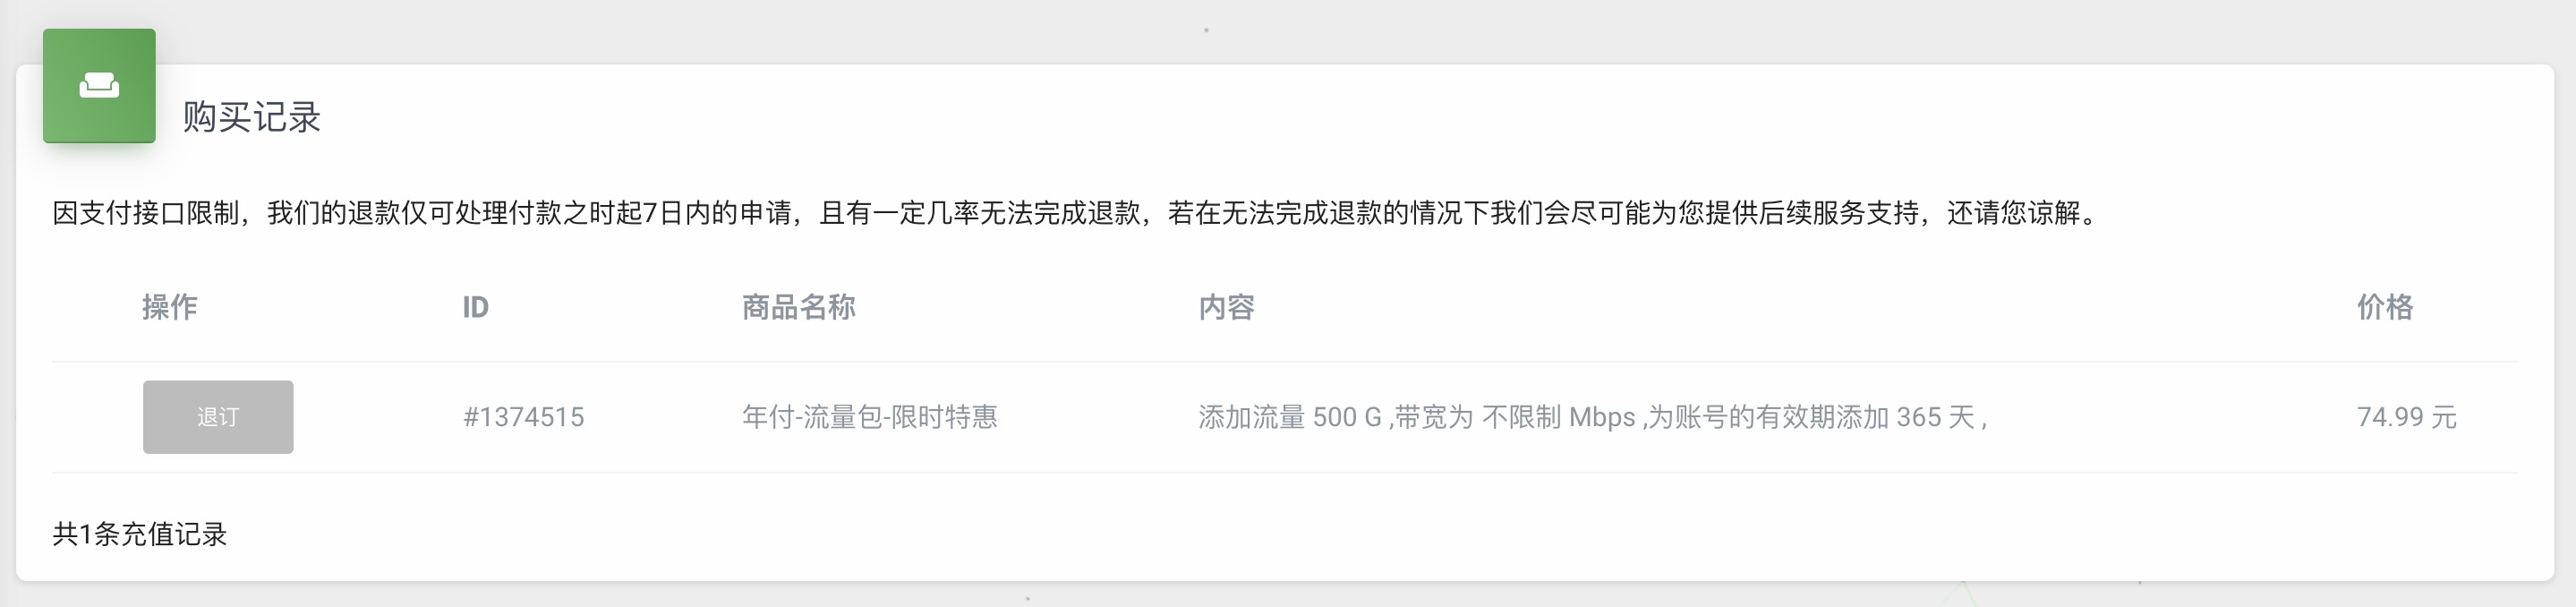 购买记录
因支付接口限制，我们的退款仅可处理付款之时起7日内的申请，且有一定几率无法完成退款，若在无法完成退款的情况下我们会尽可能为您提供后续服务支持，还请您谅解。
操作 ID 商品名称 内容 价格
退订 #1374515 年付-流量包-限时特惠 添加流量 500 G ,带宽为 不限制 Mbps ,为账号的有效期添加 365 天 , 74.99 元
共1条充值记录